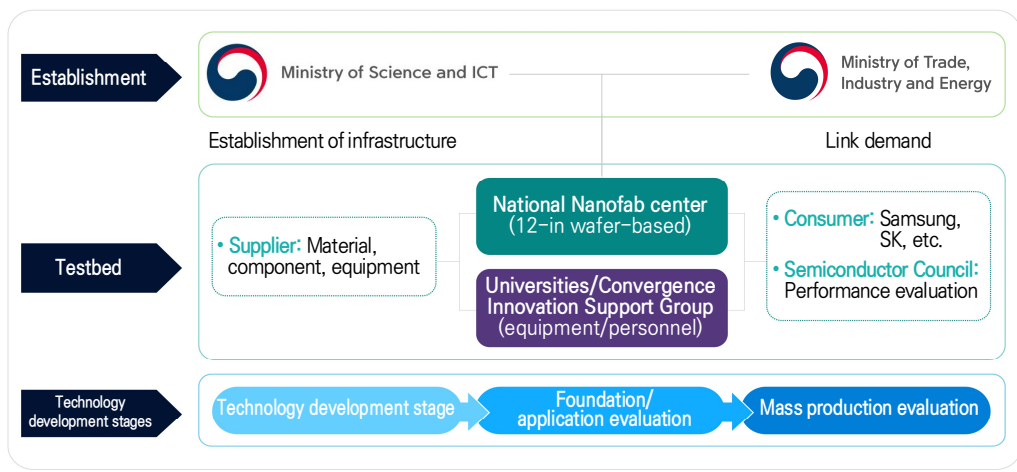 Establishment
Ministry of Science and ICT
Ministry of Trade,
Industry and Energy
Establishment of infrastructure
Link demand
Testbed
• Supplier: Material,
component, equipment
National Nanofab center
(12-in wafer-based)
Universities/Convergence
Innovation Support Group
(equipment/personnel)
• Consumer: Samsung,
SK, etc.
• Semiconductor Council:
Performance evaluation
Technology
development stages
Technology development stage
Foundation/
application evaluation
Mass production evaluation